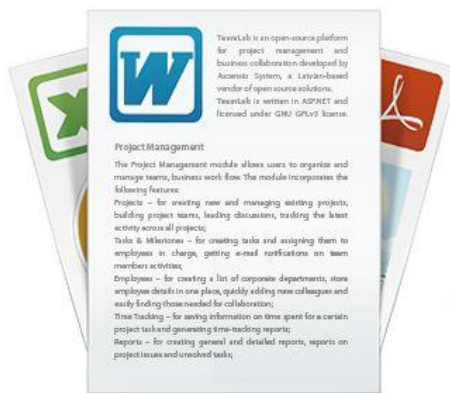 TeamLab is an open-source platform
for project management and
business collaboration developed by
Ascensio System, a Latvian-based
vendor of open source solutions.
TeamLab is written in ASP.NET and
licensed under GNU GPLv3 license.
W
X
Project Management
The Project Management module allows users to organize and
manage teams, business work flow. The module incorporates the
following features:
Projects – for creating new and managing existing projects,
building project teams, leading discussions, tracking the latest
activity across all projects;
Tasks & Milestones – for creating tasks and assigning them to
employees in charge, getting e-mail notifications on team
members activities;
Employees – for creating a list of corporate departments, store
employee details in one place, quickly adding new colleagues and
easily finding those needed for collaboration;
Time Tracking – for saving information on time spent for a certain
project task and generating time-tracking reports;
Reports – for creating general and detailed reports, reports on
project issues and unsolved tasks;